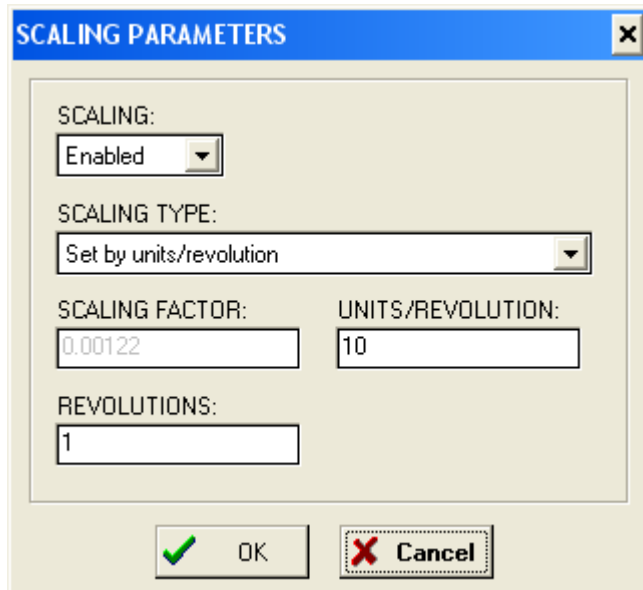 SCALING PARAMETERS
SCALING:
Enabled
SCALING TYPE:
Set by units/revolution
SCALING FACTOR: UNITS/REVOLUTION:
0.00122 10
REVOLUTIONS:
1
OK Cancel